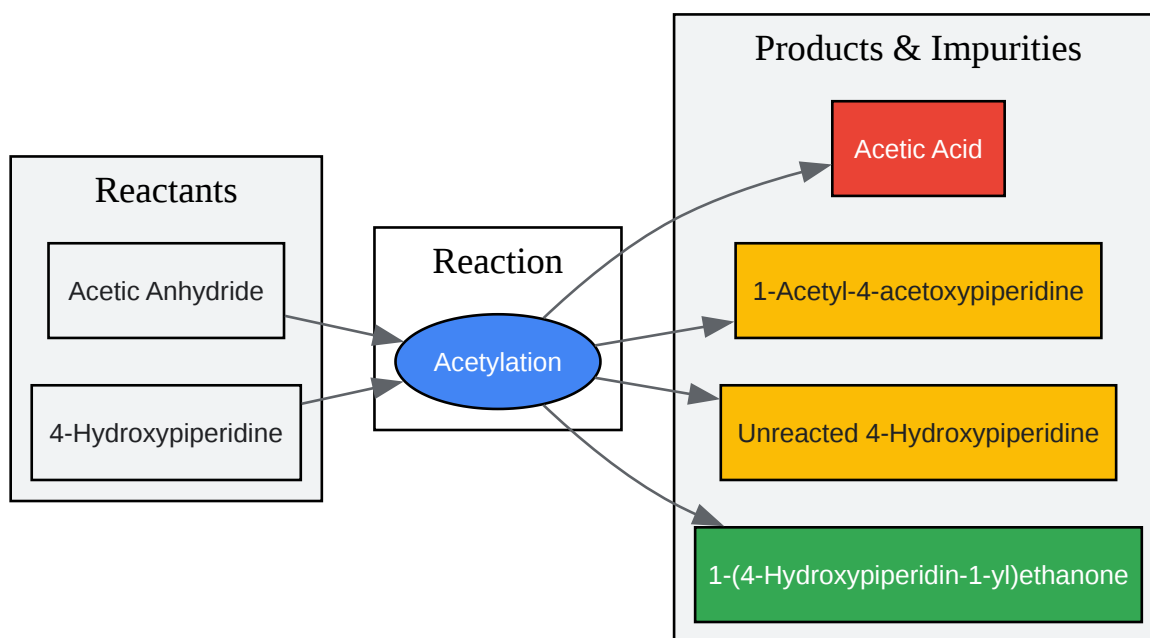 Reactants
Acetic Anhydride
4-Hydroxypiperidine
Reaction
Acetylation
Products & Impurities
Acetic Acid
1-Acetyl-4-acetoxypiperidine
Unreacted 4-Hydroxypiperidine
1-(4-Hydroxypiperidin-1-yl)ethanone